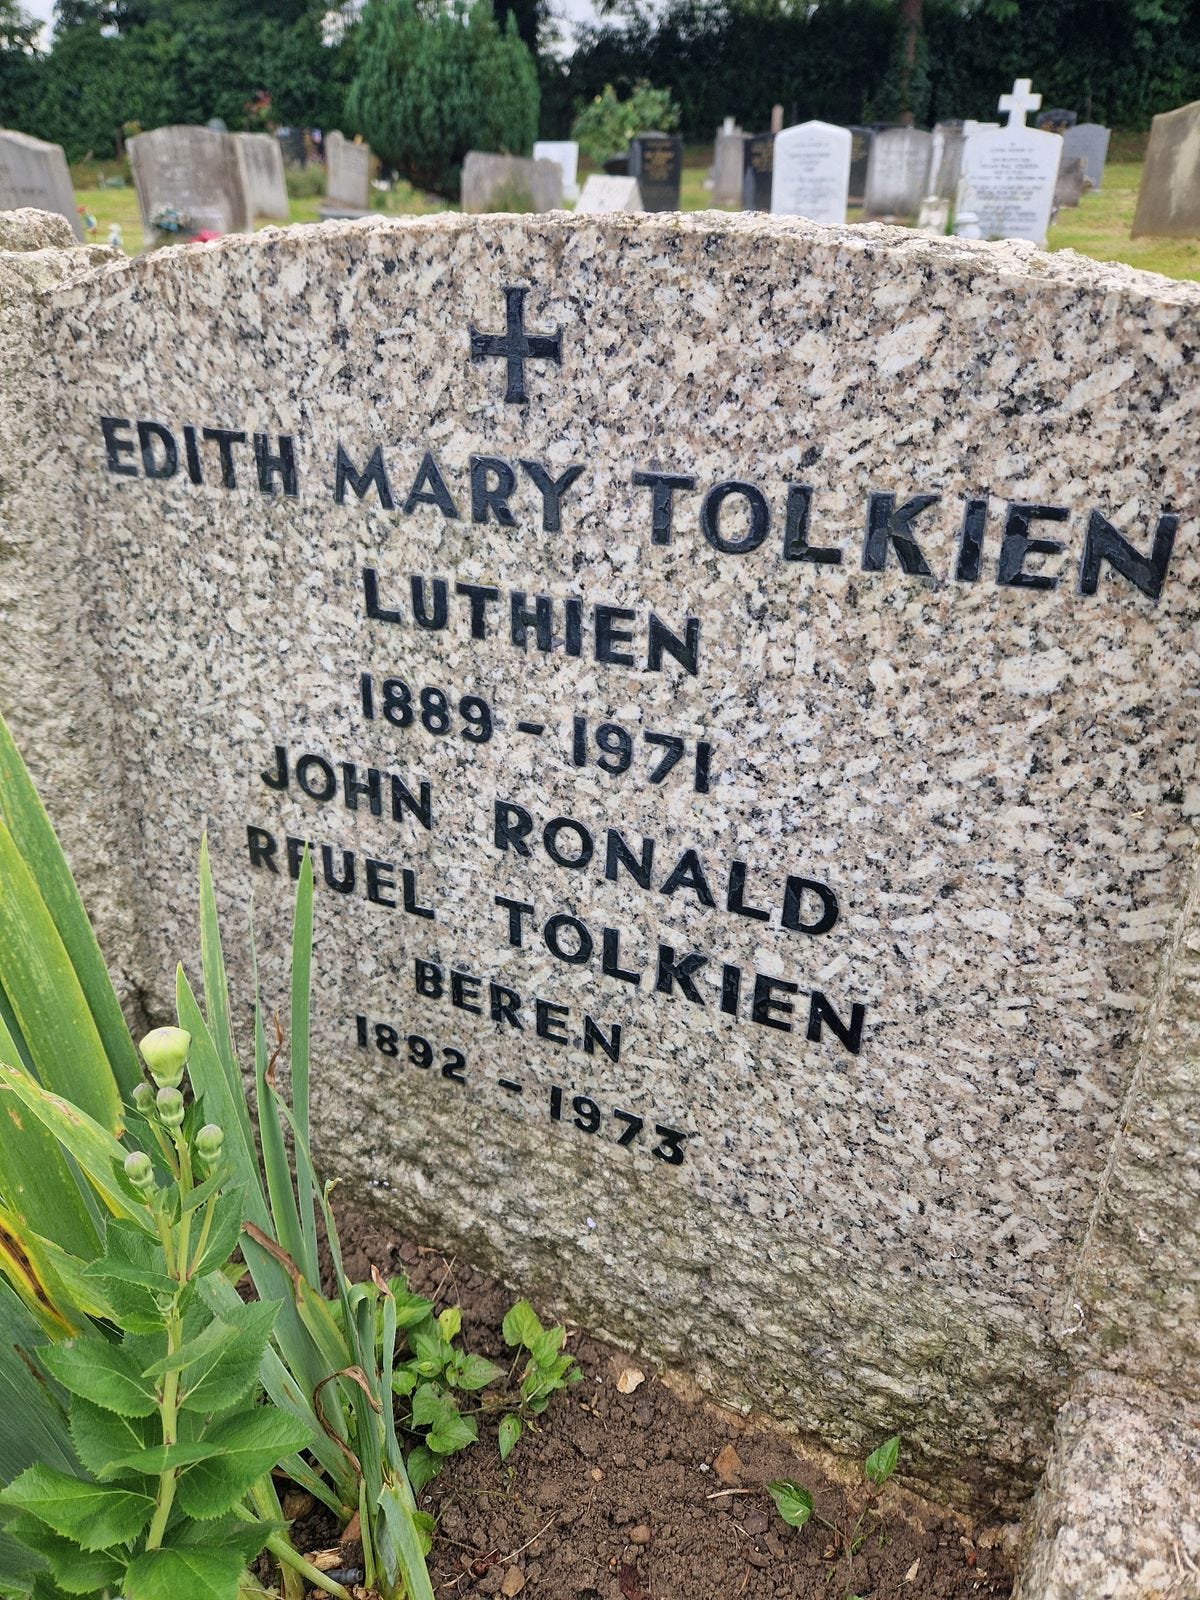 EDITH MARY TOLKIEN
LUTHIEN
1889 – 1971
JOHN RONALD
REUEL TOLKIEN
BEREN
1892 – 1973